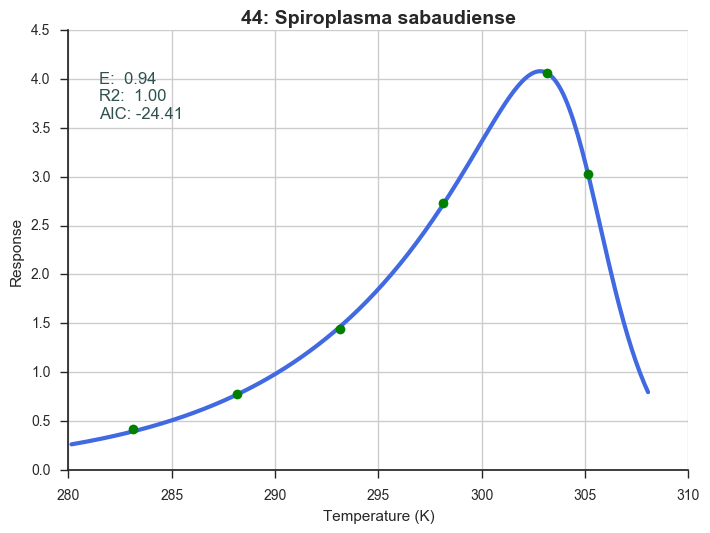 44: Spiroplasma sabaudiense
E:  0.94
R2:  1.00
AIC: -24.41
4.5
4.0
3.5
3.0
2.5
2.0
1.5
1.0
0.5
0.0
Response
280 285 290 295 300 305 310
Temperature (K)